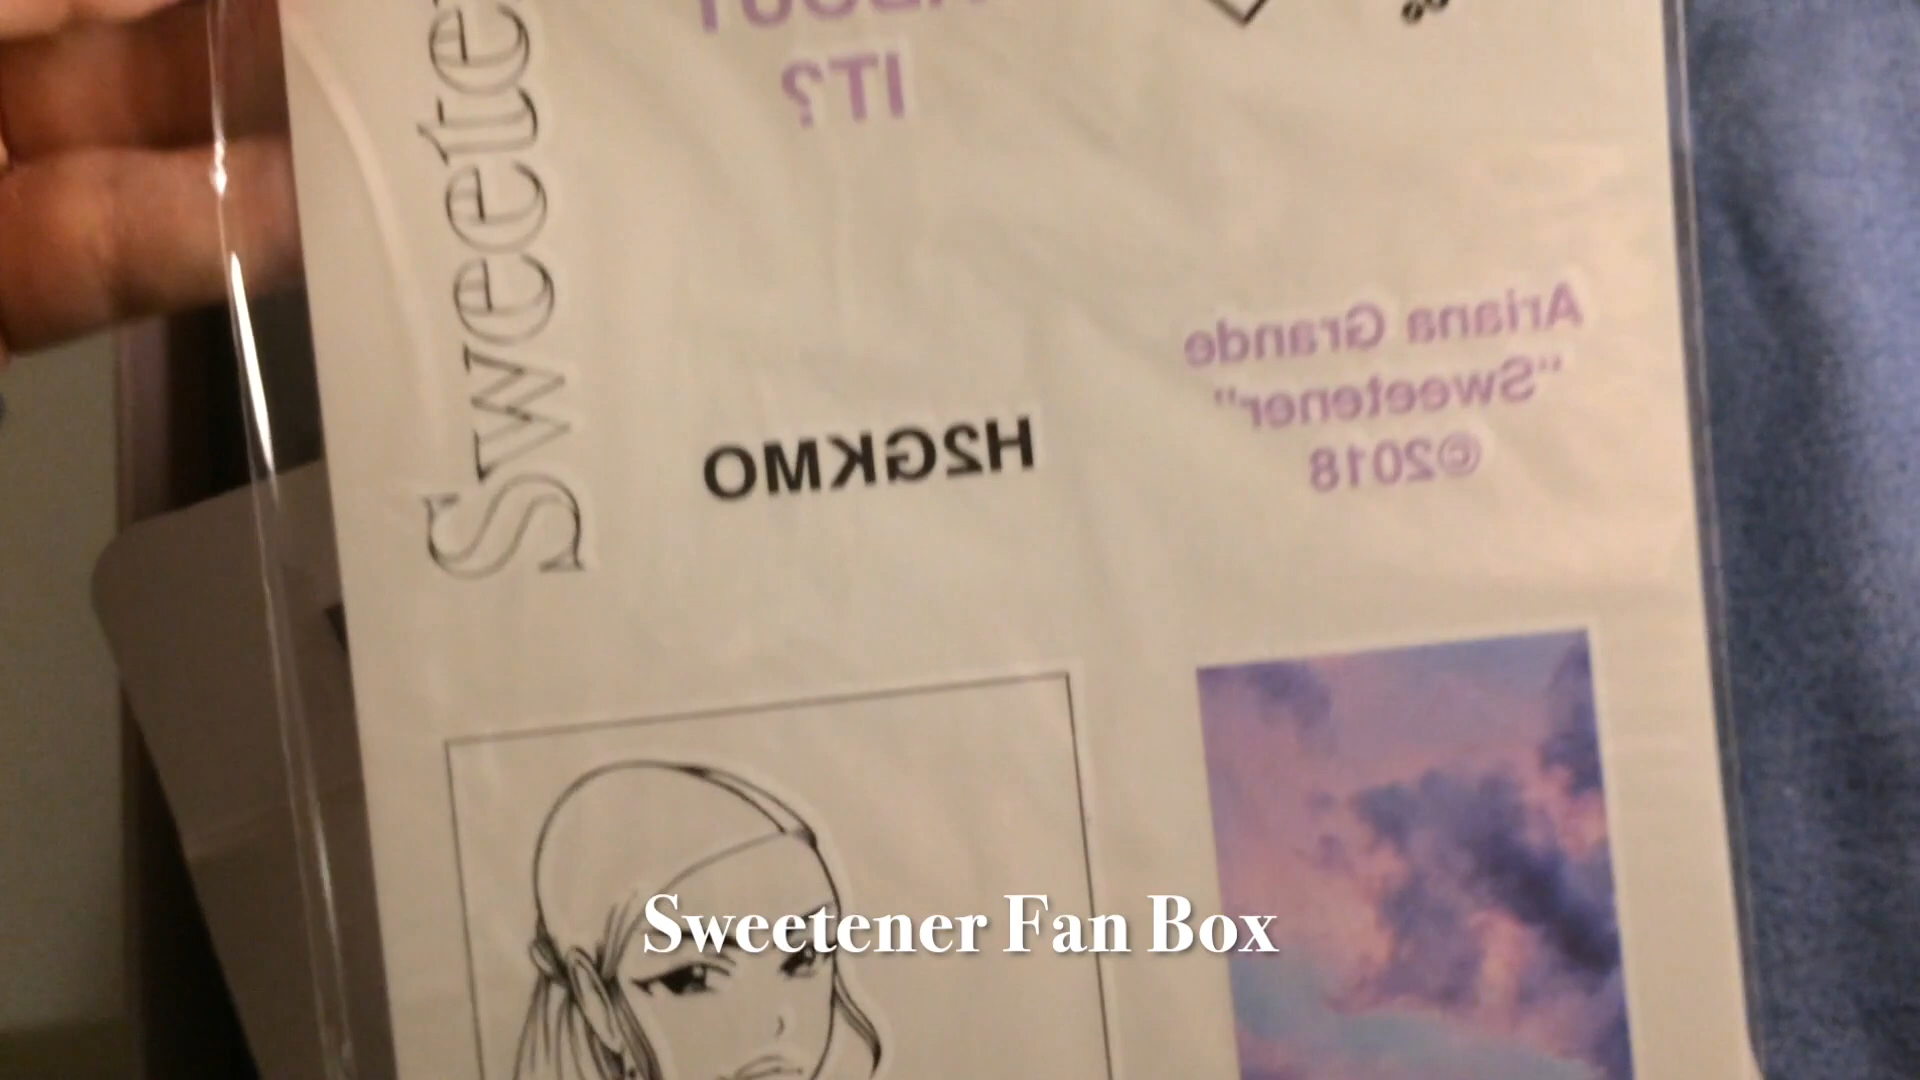 Sweete
IT?
Ariana Grande
"Sweetener"
©2018
H2GKMO
Sweetener Fan Box